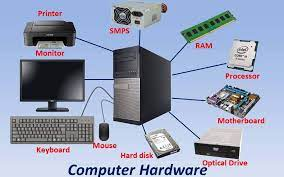 Printer
SMPS
RAM
Monitor
Processor
Motherboard
Keyboard
Mouse
Hard disk
Optical Drive
Computer Hardware